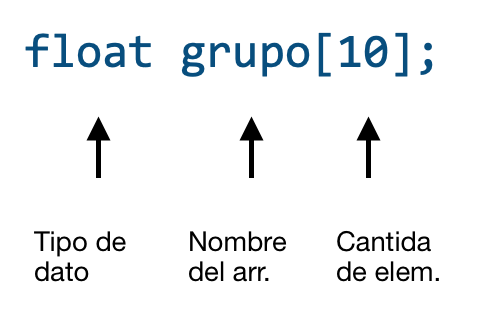 float grupo[10];
Tipo de
dato
Nombre
del arr.
Cantida
de elem.